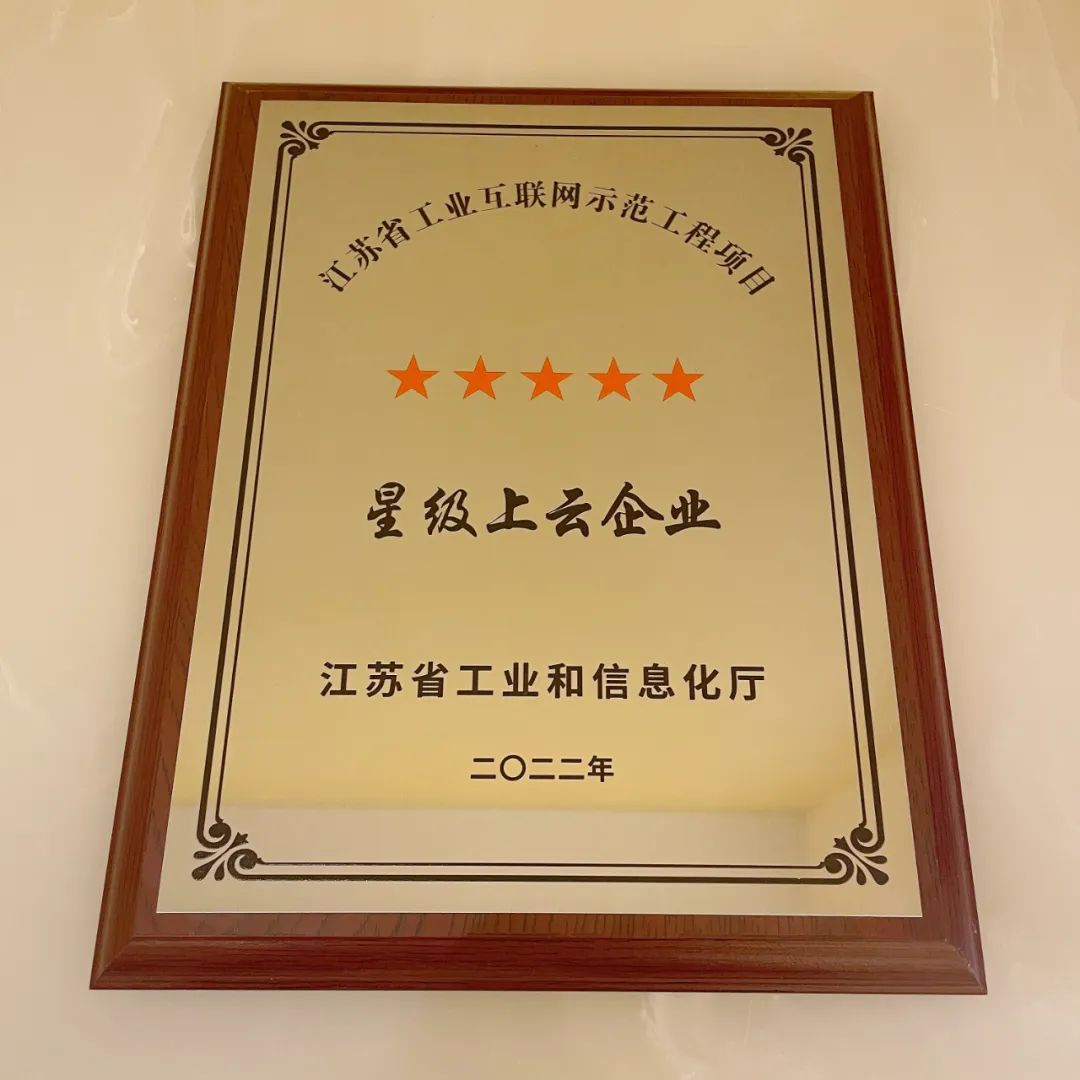 江苏省工业互联网示范工程项目
星级上云企业
江苏省工业和信息化厅
二〇二二年